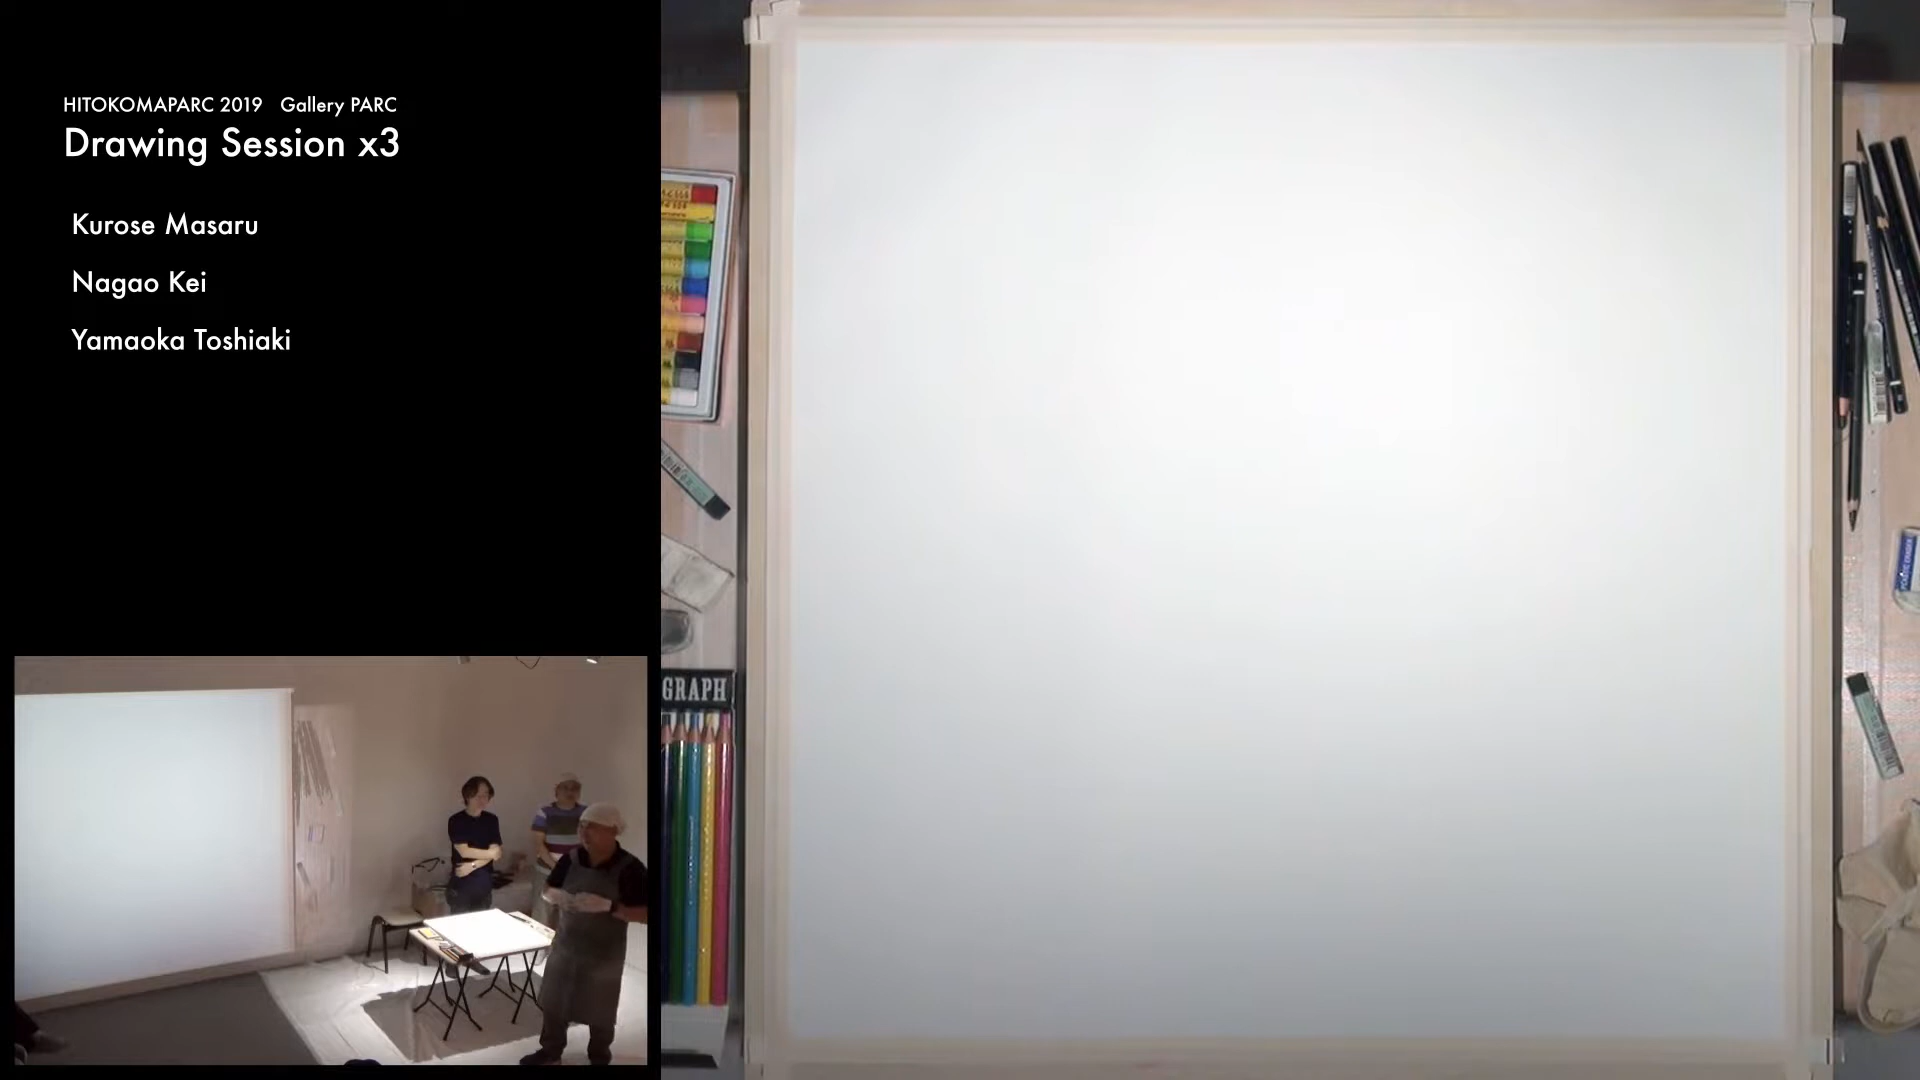 HITOKOMAPARC 2019 Gallery PARC
Drawing Session x3
Kurose Masaru
Nagao Kei
Yamaoka Toshiaki
GRAPH